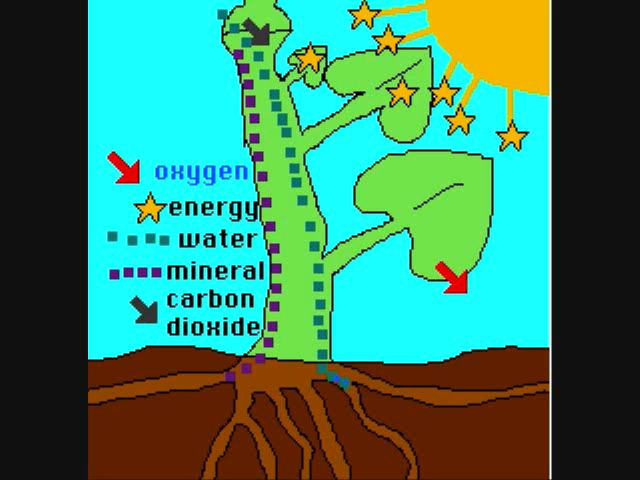 oxygen
energy
water
mineral
carbon
dioxide